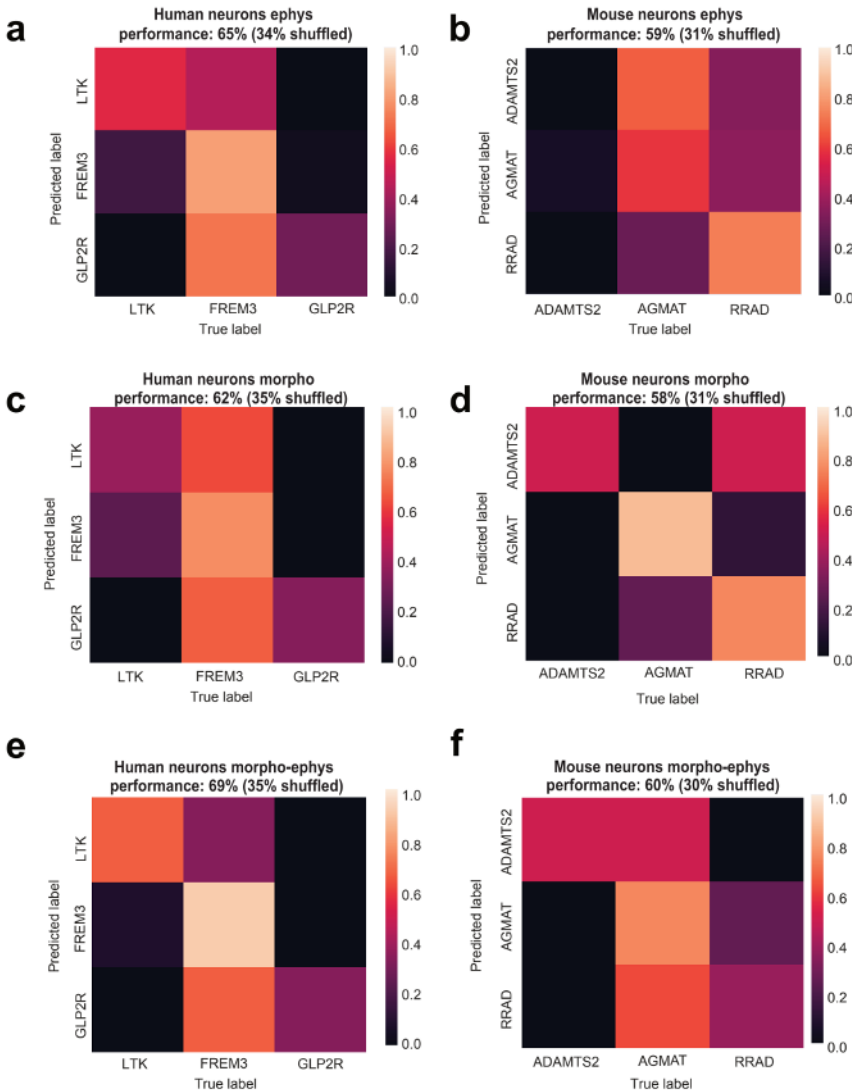 a
Human neurons ephys
performance: 65% (34% shuffled)
Predicted label
LTK
FREM3
GLP2R
LTK
FREM3
GLP2R
True label
1.0
0.8
0.6
0.4
0.2
0.0
b
Mouse neurons ephys
performance: 59% (31% shuffled)
Predicted label
ADAMTS2
AGMAT
RRAD
ADAMTS2
AGMAT
RRAD
True label
1.0
0.8
0.6
0.4
0.2
0.0
c
Human neurons morpho
performance: 62% (35% shuffled)
Predicted label
LTK
FREM3
GLP2R
LTK
FREM3
GLP2R
True label
1.0
0.8
0.6
0.4
0.2
0.0
d
Mouse neurons morpho
performance: 58% (31% shuffled)
Predicted label
ADAMTS2
AGMAT
RRAD
ADAMTS2
AGMAT
RRAD
True label
1.0
0.8
0.6
0.4
0.2
0.0
e
Human neurons morpho-ephys
performance: 69% (35% shuffled)
Predicted label
LTK
FREM3
GLP2R
LTK
FREM3
GLP2R
True label
1.0
0.8
0.6
0.4
0.2
0.0
f
Mouse neurons morpho-ephys
performance: 60% (30% shuffled)
Predicted label
ADAMTS2
AGMAT
RRAD
ADAMTS2
AGMAT
RRAD
True label
1.0
0.8
0.6
0.4
0.2
0.0